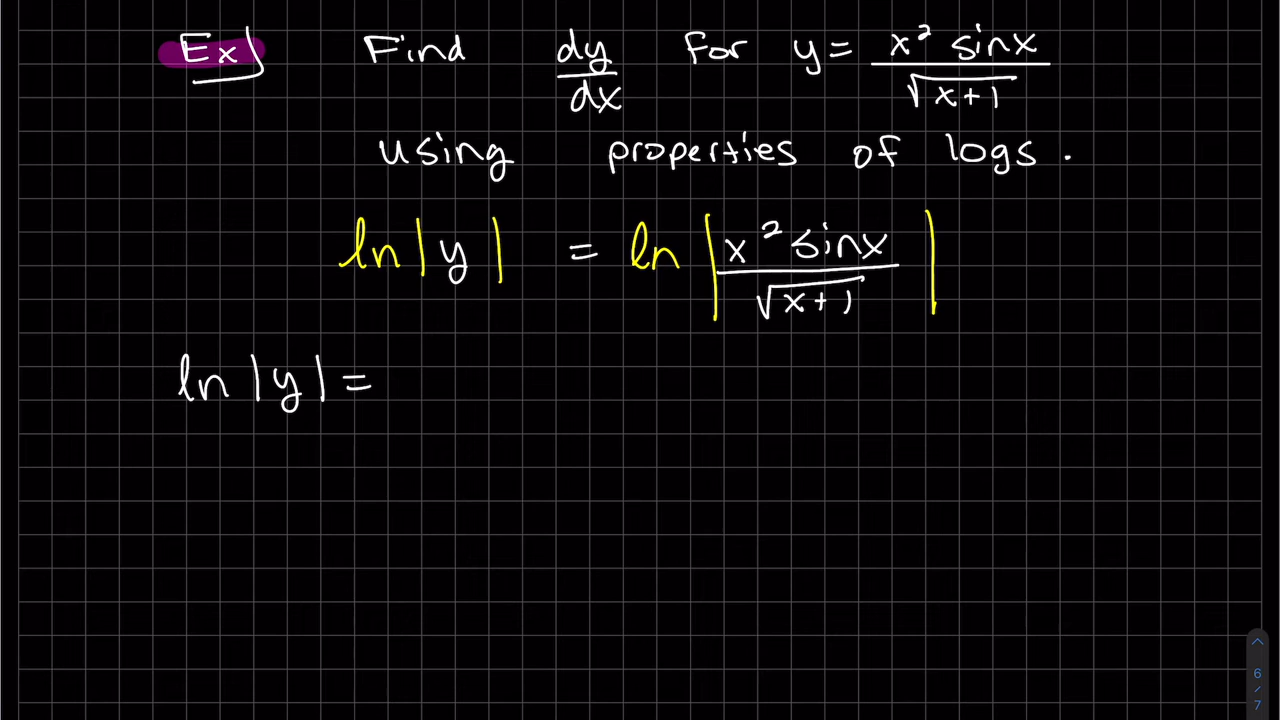 Ex) Find dy/dx for y = x² sinx / √(x+1)
using properties of logs.
ln |y| = ln | x² sinx / √(x+1) |
ln |y| =
6 / 7